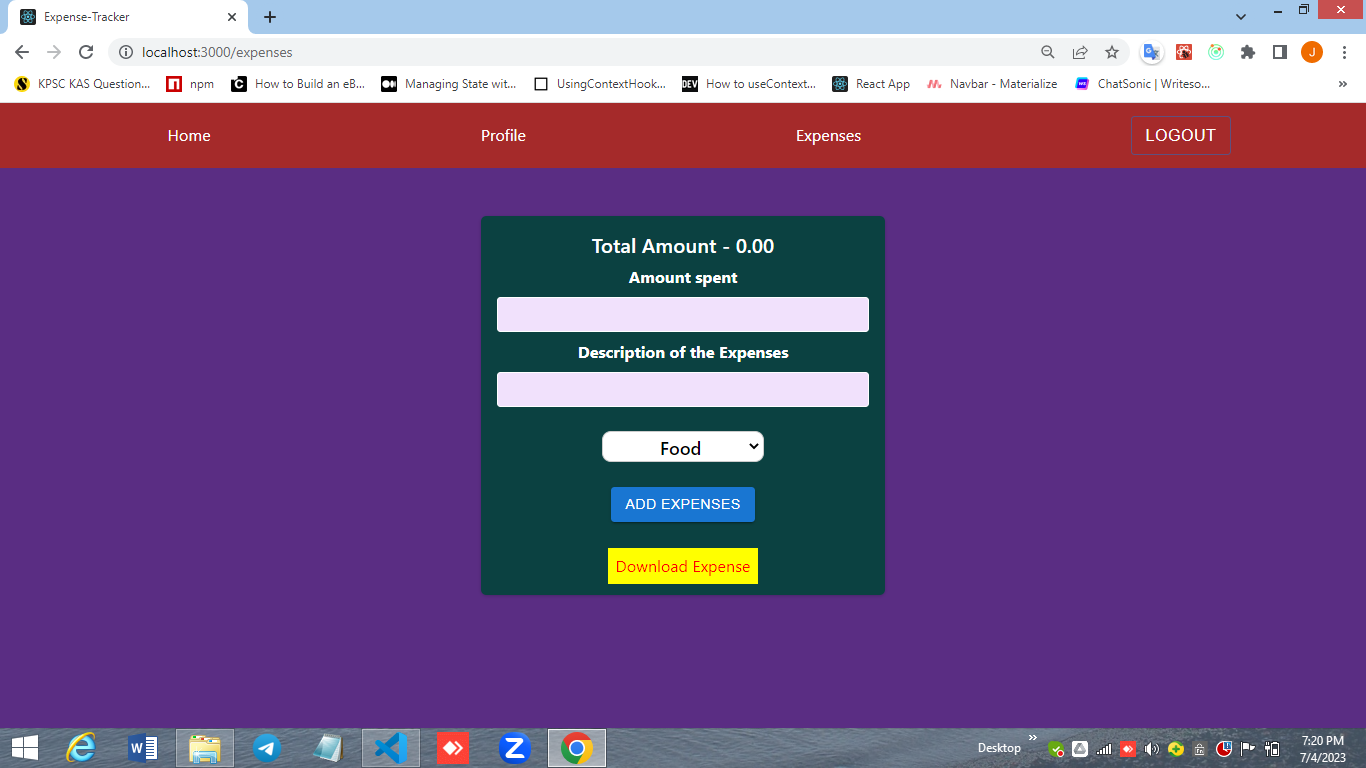 Expense-Tracker
localhost:3000/expenses
J
KPSC KAS Question... npm How to Build an eB... Managing State wit... UsingContextHook... DEV How to useContext... React App Navbar - Materialize ChatSonic | Writeso... »
Home Profile Expenses LOGOUT
Total Amount - 0.00
Amount spent
Description of the Expenses
Food
ADD EXPENSES
Download Expense
Desktop » 7:20 PM
7/4/2023